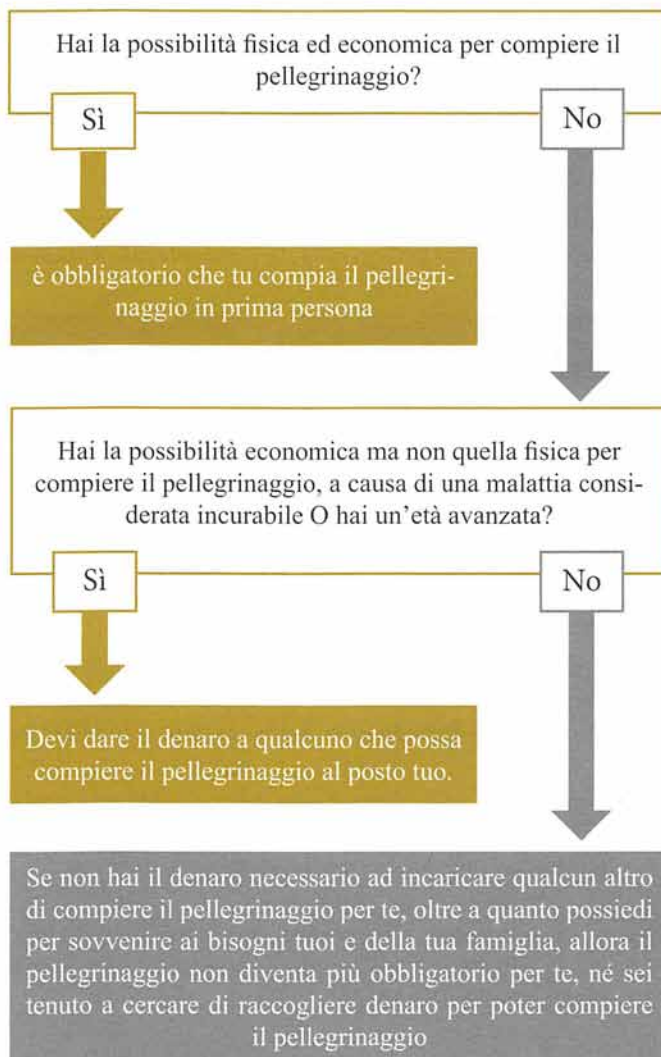 Hai la possibilità fisica ed economica per compiere il
pellegrinaggio?
Sì
No
è obbligatorio che tu compia il pellegri-
naggio in prima persona
Hai la possibilità economica ma non quella fisica per
compiere il pellegrinaggio, a causa di una malattia consi-
derata incurabile O hai un'età avanzata?
Sì
No
Devi dare il denaro a qualcuno che possa
compiere il pellegrinaggio al posto tuo.
Se non hai il denaro necessario ad incaricare qualcun altro
di compiere il pellegrinaggio per te, oltre a quanto possiedi
per sovvenire ai bisogni tuoi e della tua famiglia, allora il
pellegrinaggio non diventa più obbligatorio per te, né sei
tenuto a cercare di raccogliere denaro per poter compiere
il pellegrinaggio